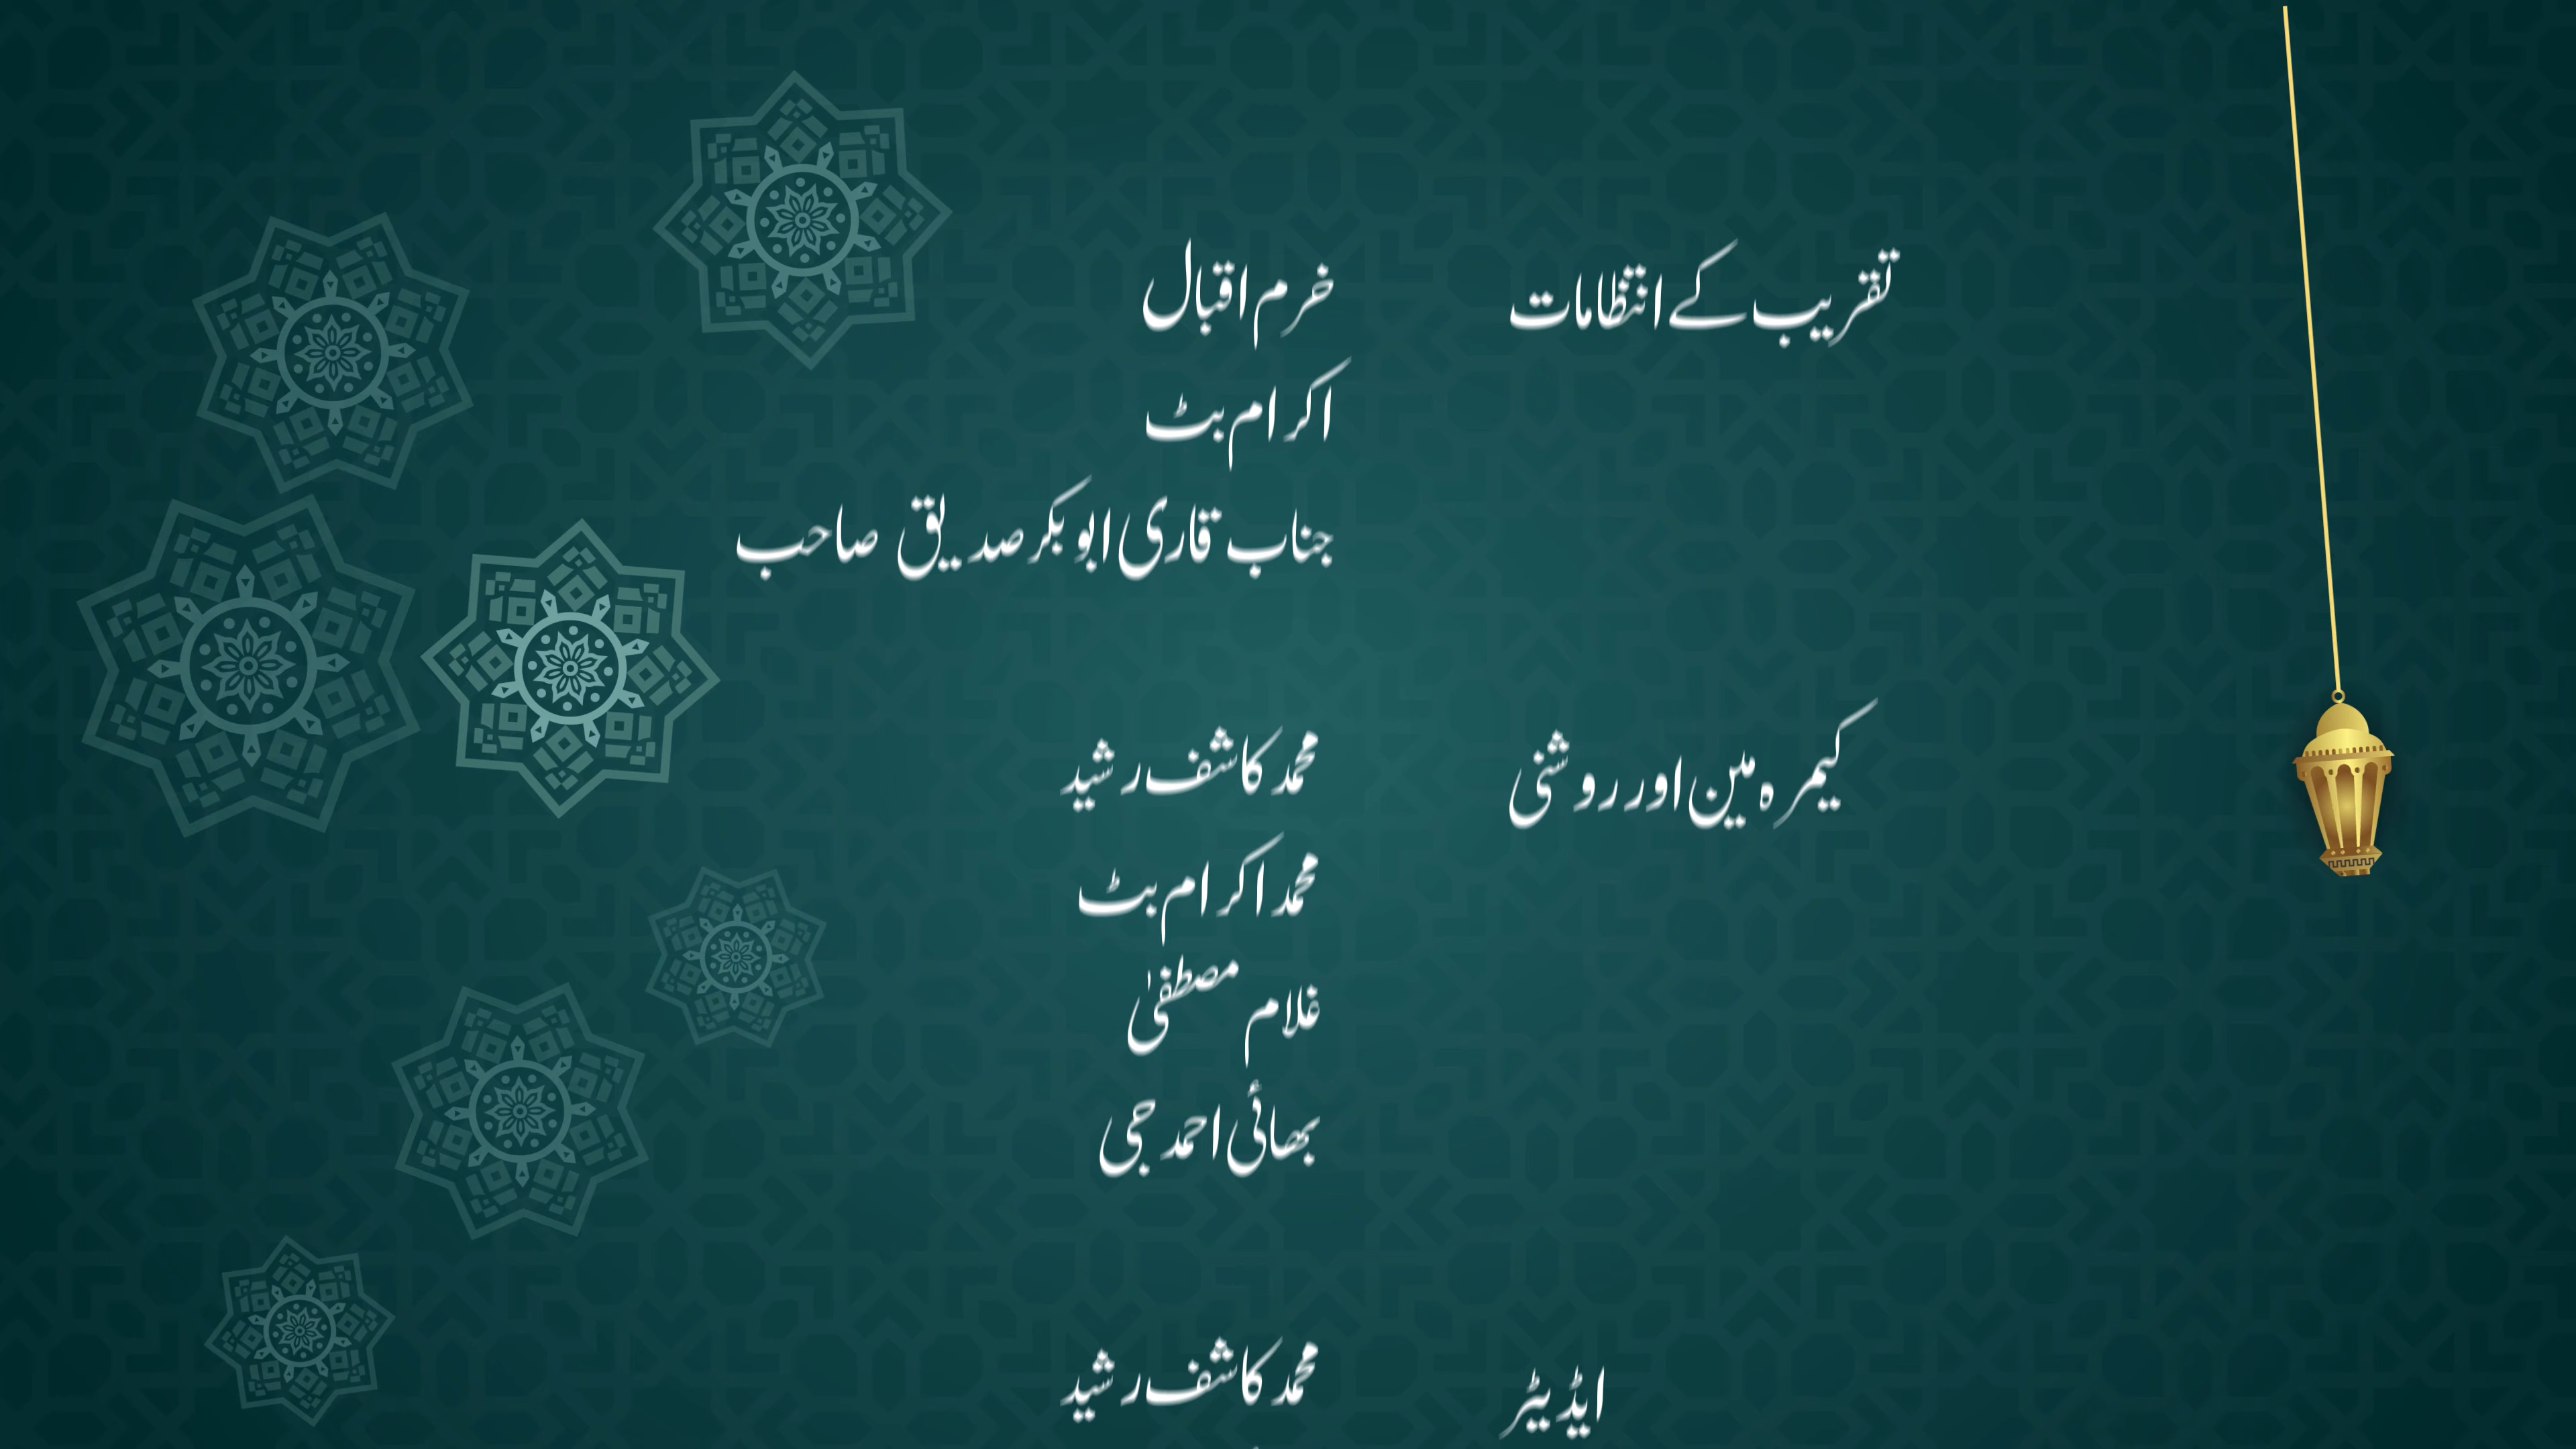 تقریب کے انتظامات خرم اقبال
اکرام بٹ
جناب قاری ابوبکر صدیق صاحب
کیمرہ مین اور روشنی محمد کاشف رشید
محمد اکرام بٹ
غلام مصطفیٰ
بھائی احمد جی
ایڈیٹر محمد کاشف رشید